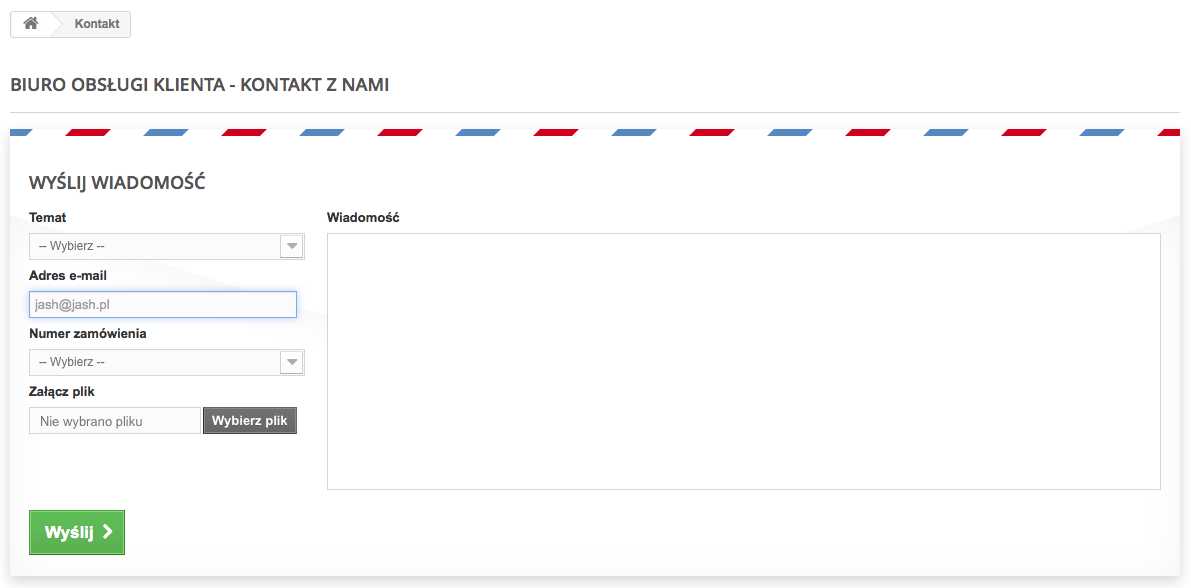 Kontakt
BIURO OBSŁUGI KLIENTA - KONTAKT Z NAMI
WYŚLIJ WIADOMOŚĆ
Temat
-- Wybierz --
Adres e-mail
jash@jash.pl
Numer zamówienia
-- Wybierz --
Załącz plik
Nie wybrano pliku Wybierz plik
Wiadomość
Wyślij